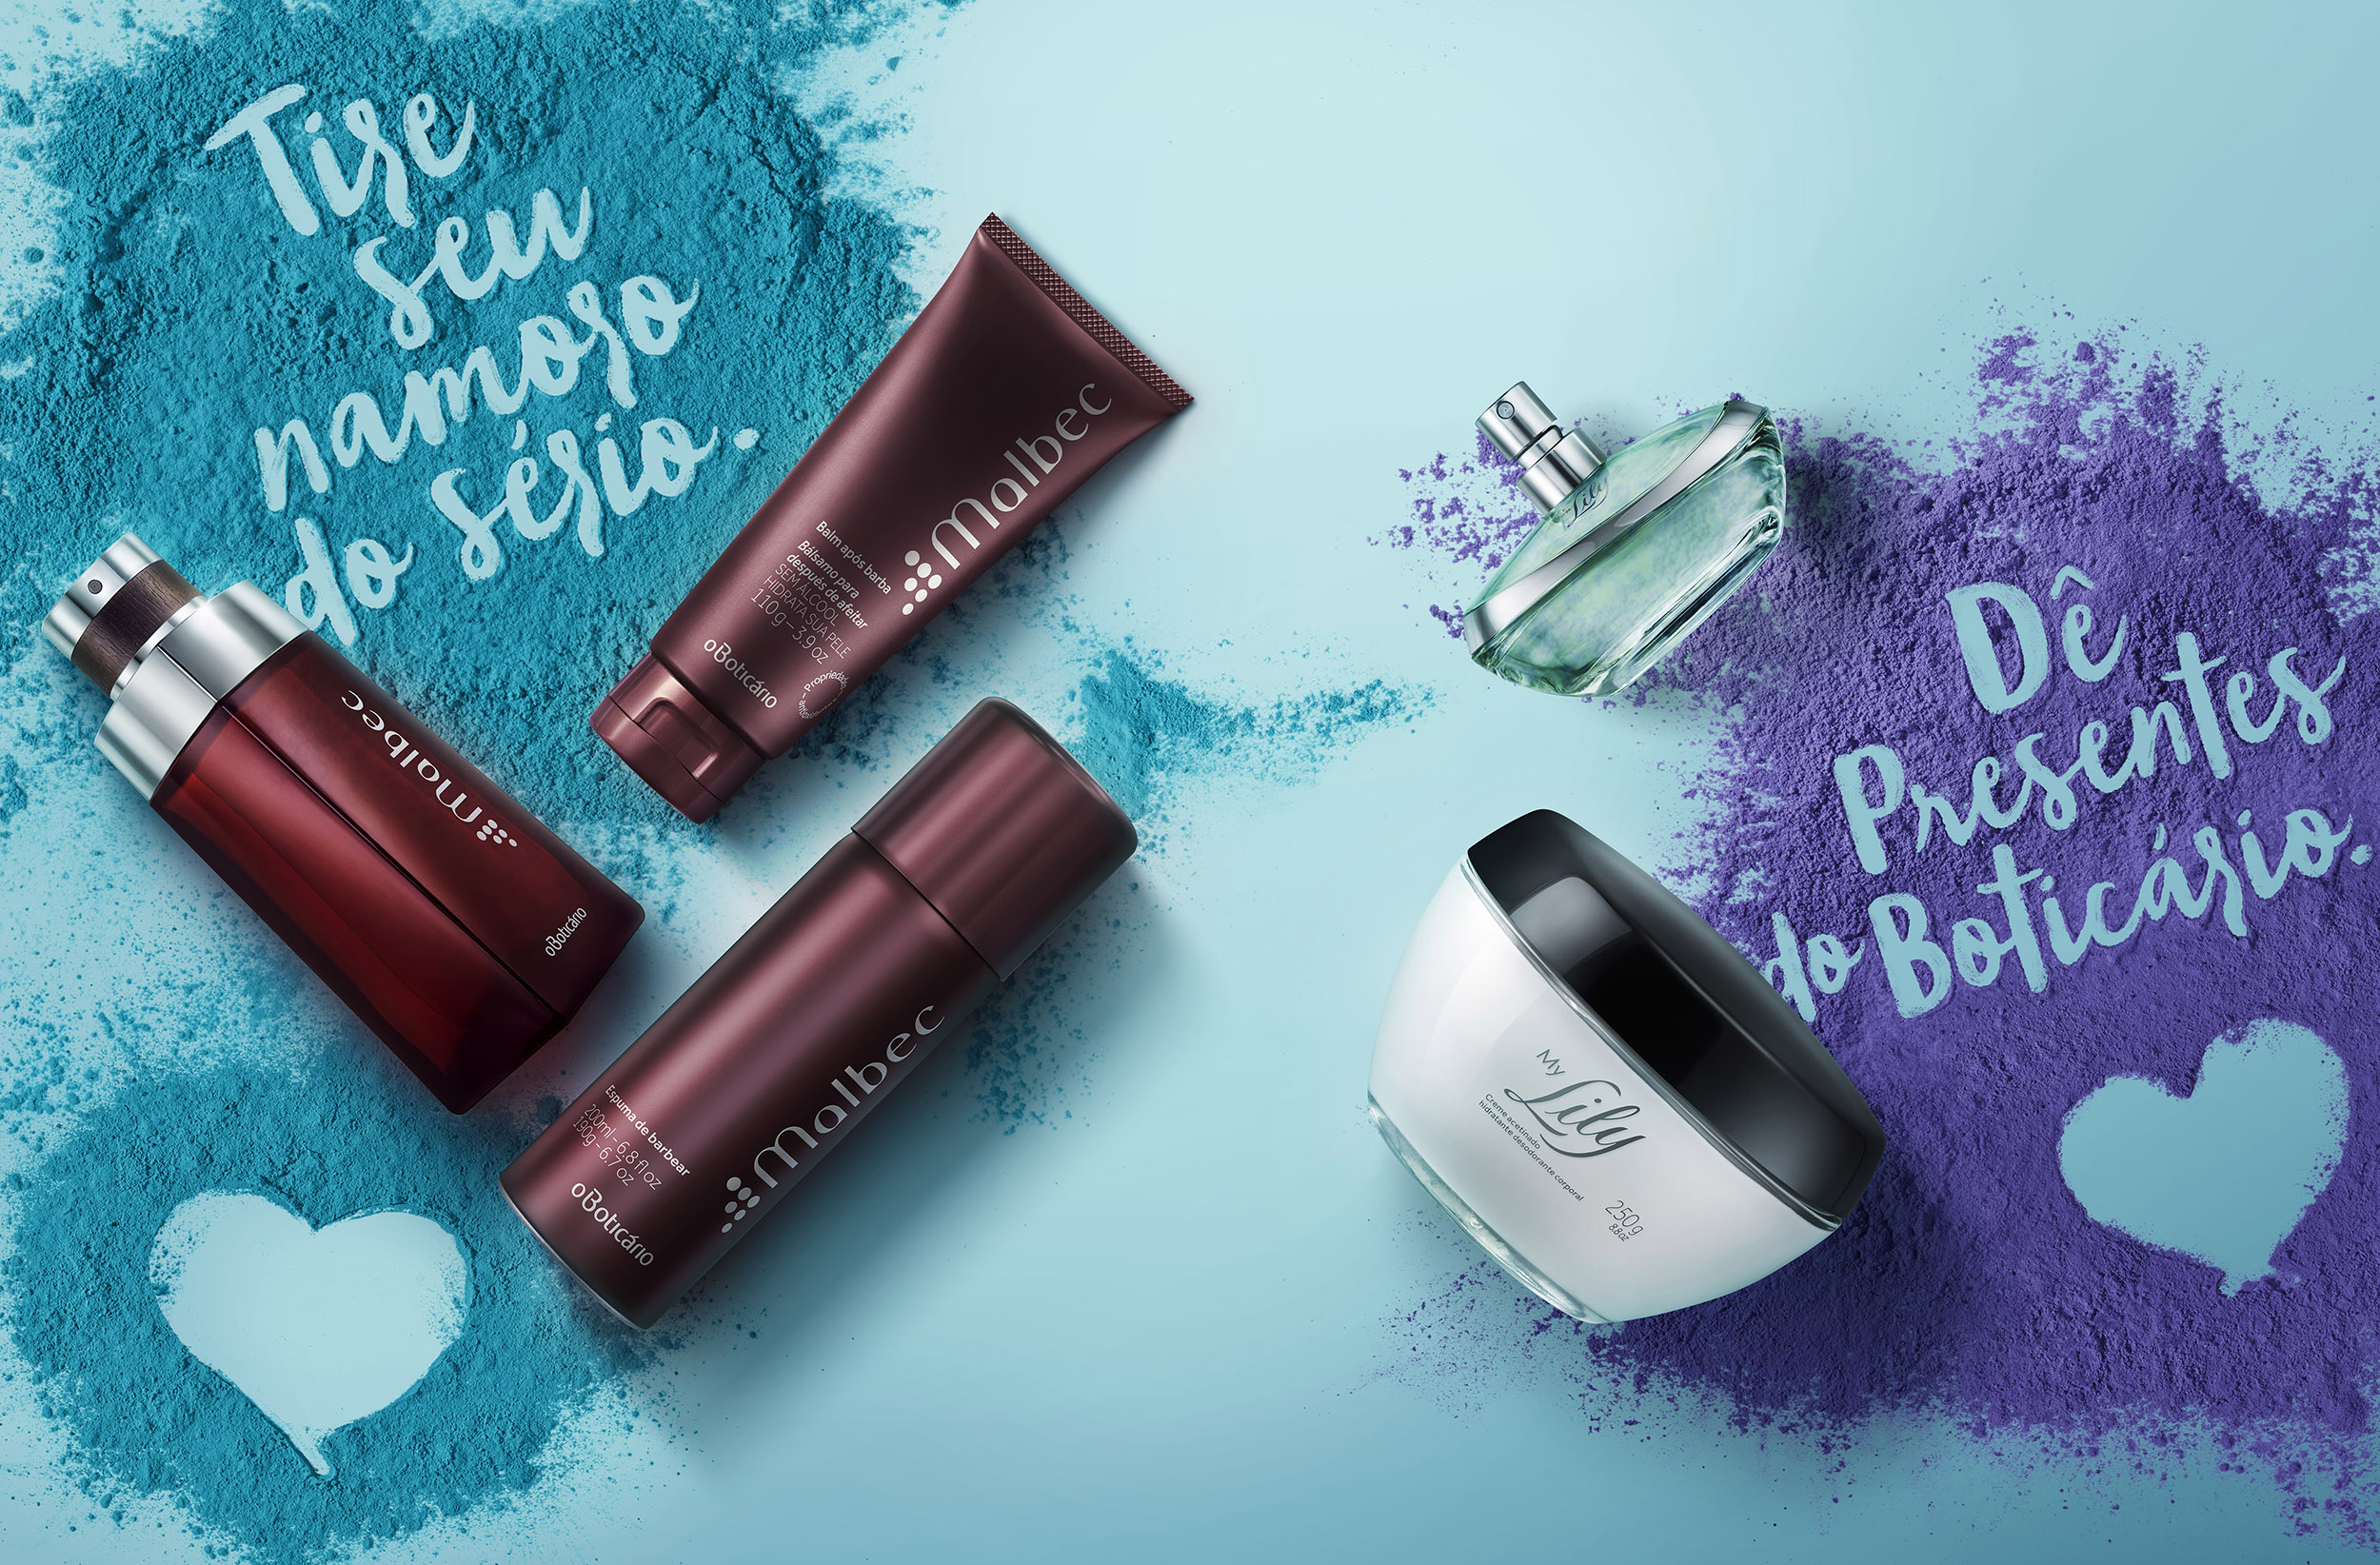 Tire
seu
namoro
do sério.
malbec
Balm após barba
Bálsamo para
después de afeitar
SEM ÁLCOOL
HIDRATA SUA PELE
110g - 3.9 oz
oBoticário
malbec
oBoticário
malbec
Espuma de barbear
200ml - 6.8 fl oz
190g - 6.7 oz
oBoticário
Lily
Dê
Presentes
do Boticário.
My
Lily
Creme acetinado
hidratante desodorante corporal
250g
8.8oz